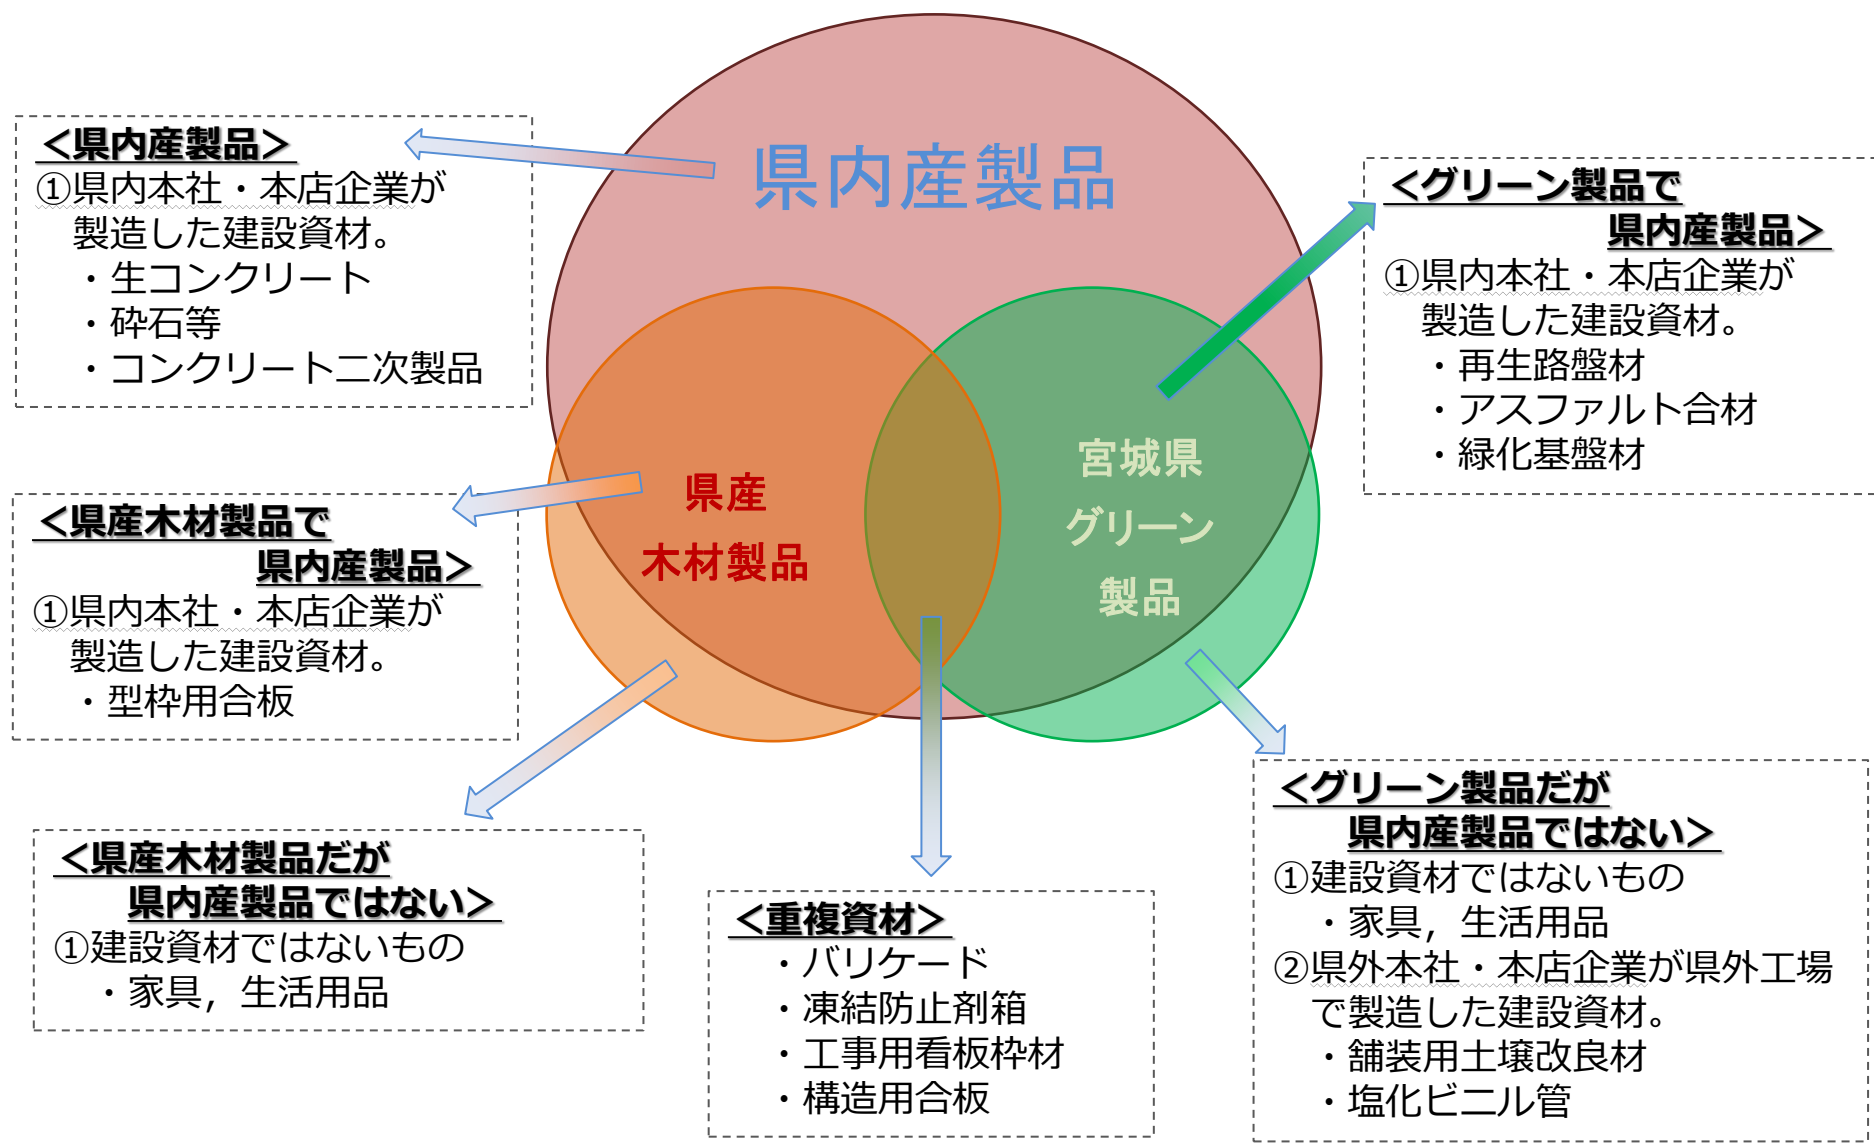 県内産製品
<県内産製品>
①県内本社・本店企業が
製造した建設資材。
・生コンクリート
・砕石等
・コンクリート二次製品
<グリーン製品で
県内産製品>
①県内本社・本店企業が
製造した建設資材。
・再生路盤材
・アスファルト合材
・緑化基盤材
県産
木材製品
宮城県
グリーン
製品
<県産木材製品で
県内産製品>
①県内本社・本店企業が
製造した建設資材。
・型枠用合板
<県産木材製品だが
県内産製品ではない>
①建設資材ではないもの
・家具，生活用品
<重複資材>
・バリケード
・凍結防止剤箱
・工事用看板枠材
・構造用合板
<グリーン製品だが
県内産製品ではない>
①建設資材ではないもの
・家具，生活用品
②県外本社・本店企業が県外工場
で製造した建設資材。
・舗装用土壌改良材
・塩化ビニル管